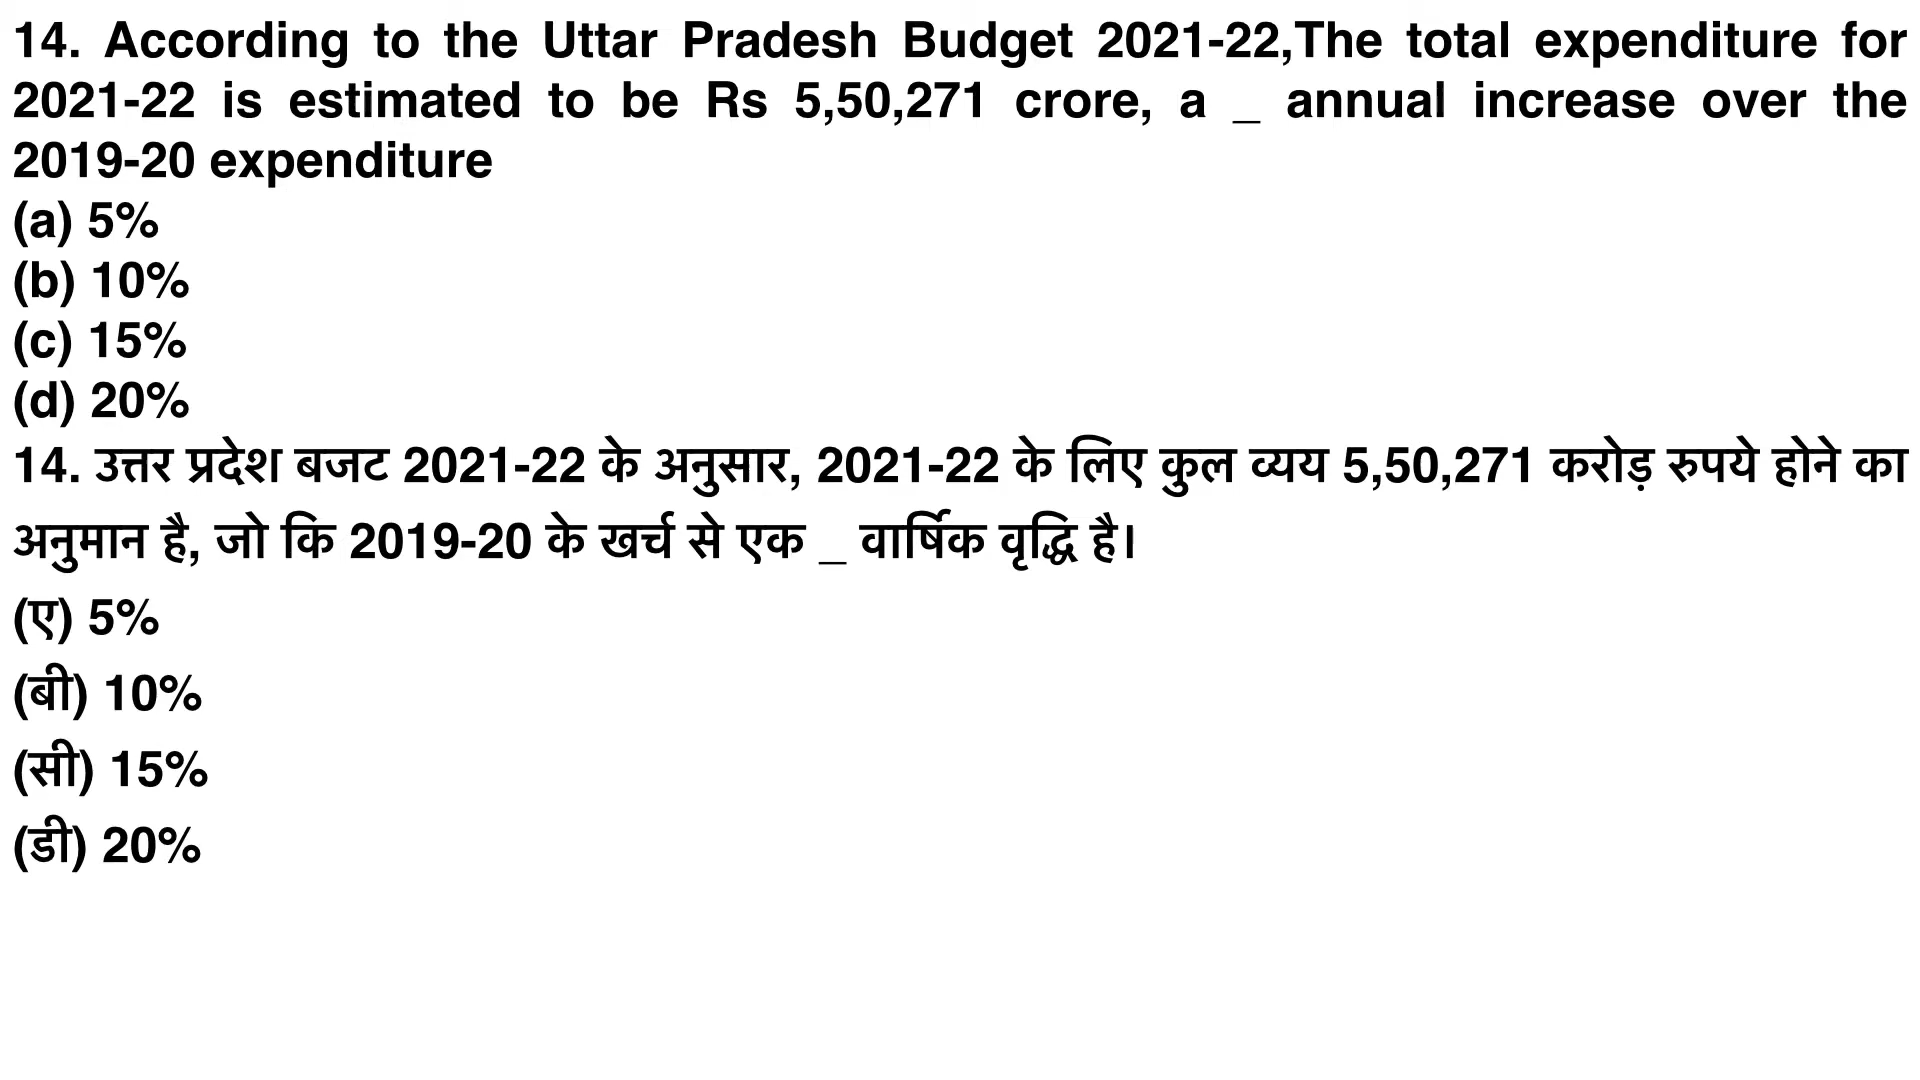 14. According to the Uttar Pradesh Budget 2021-22,The total expenditure for
2021-22 is estimated to be Rs 5,50,271 crore, a _ annual increase over the
2019-20 expenditure
(a) 5%
(b) 10%
(c) 15%
(d) 20%
14. उत्तर प्रदेश बजट 2021-22 के अनुसार, 2021-22 के लिए कुल व्यय 5,50,271 करोड़ रुपये होने का
अनुमान है, जो कि 2019-20 के खर्च से एक _ वार्षिक वृद्धि है।
(ए) 5%
(बी) 10%
(सी) 15%
(डी) 20%